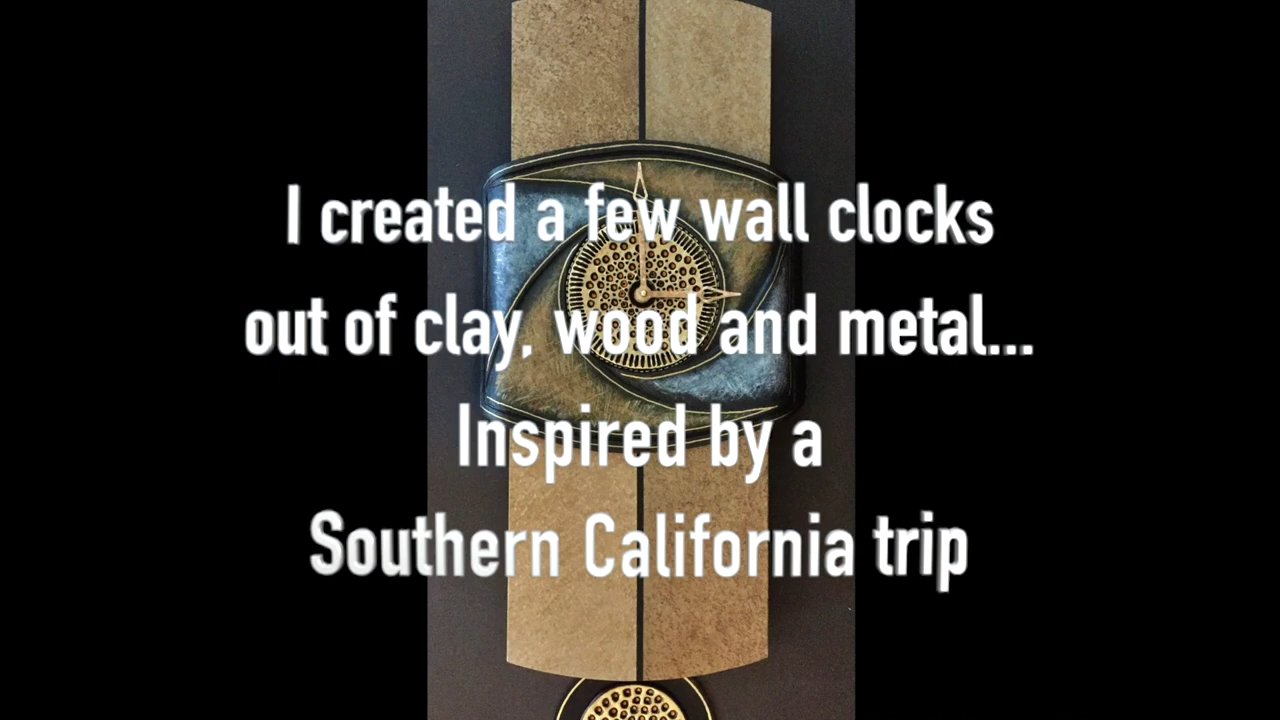 I created a few wall clocks
out of clay, wood and metal...
Inspired by a
Southern California trip